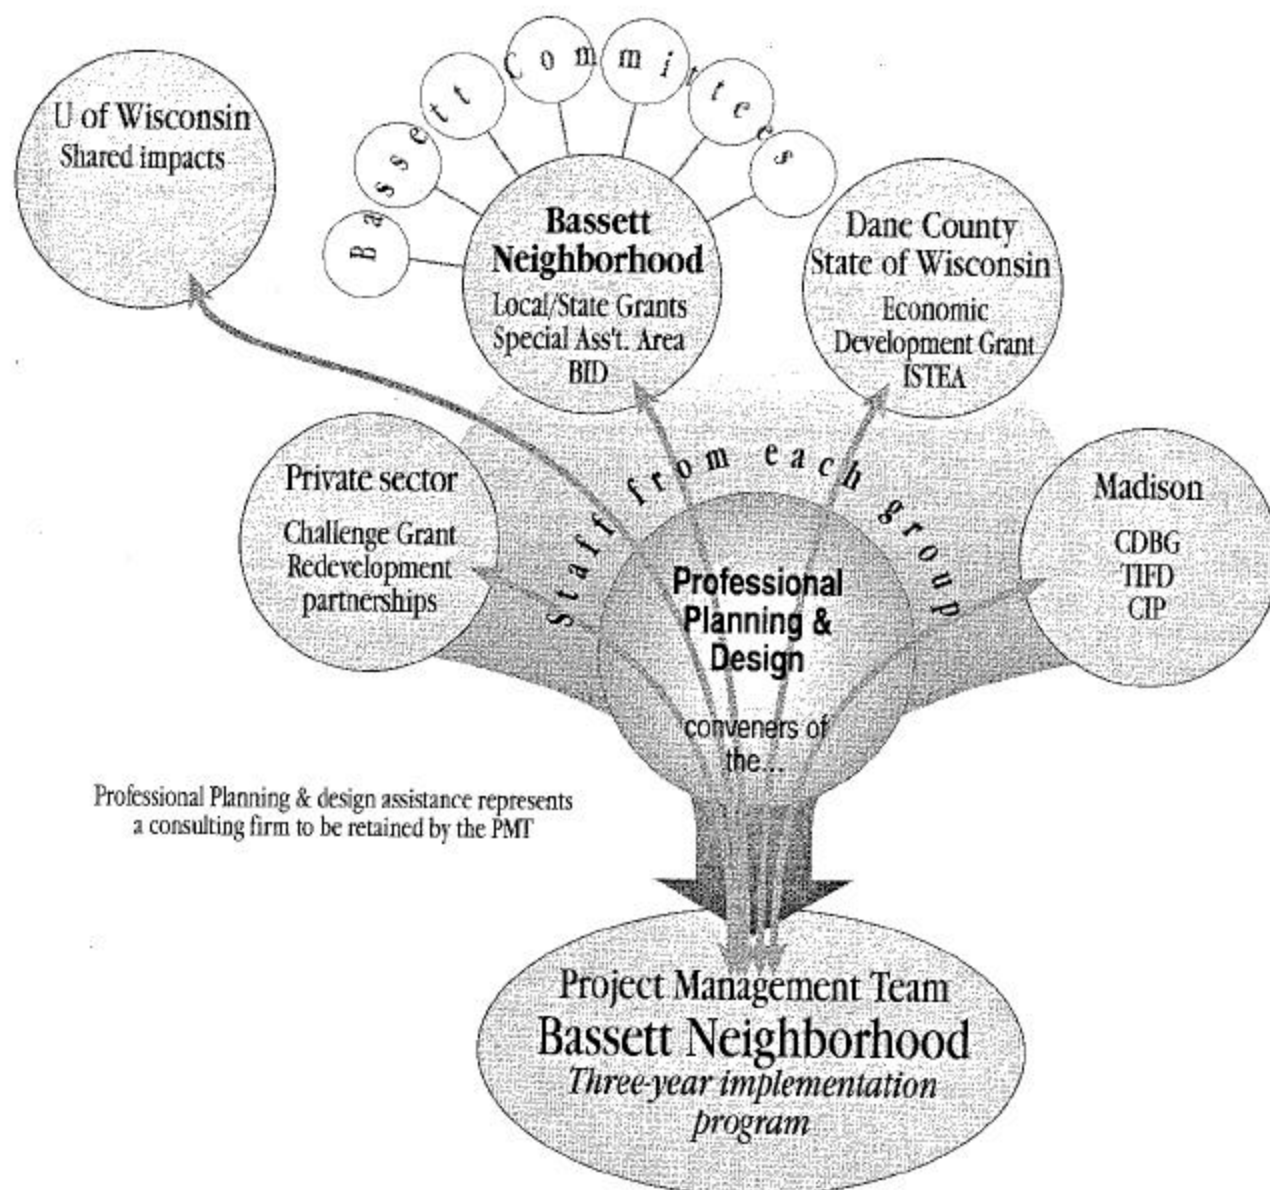 Bassett Committees
U of Wisconsin
Shared impacts
Bassett
Neighborhood
Local/State Grants
Special Ass't. Area
BID
Dane County
State of Wisconsin
Economic
Development Grant
ISTEA
Private sector
Challenge Grant
Redevelopment
partnerships
Staff from each group
Madison
CDBG
TIFD
CIP
Professional
Planning &
Design
conveners of
the...
Professional Planning & design assistance represents
a consulting firm to be retained by the PMT
Project Management Team
Bassett Neighborhood
Three-year implementation
program